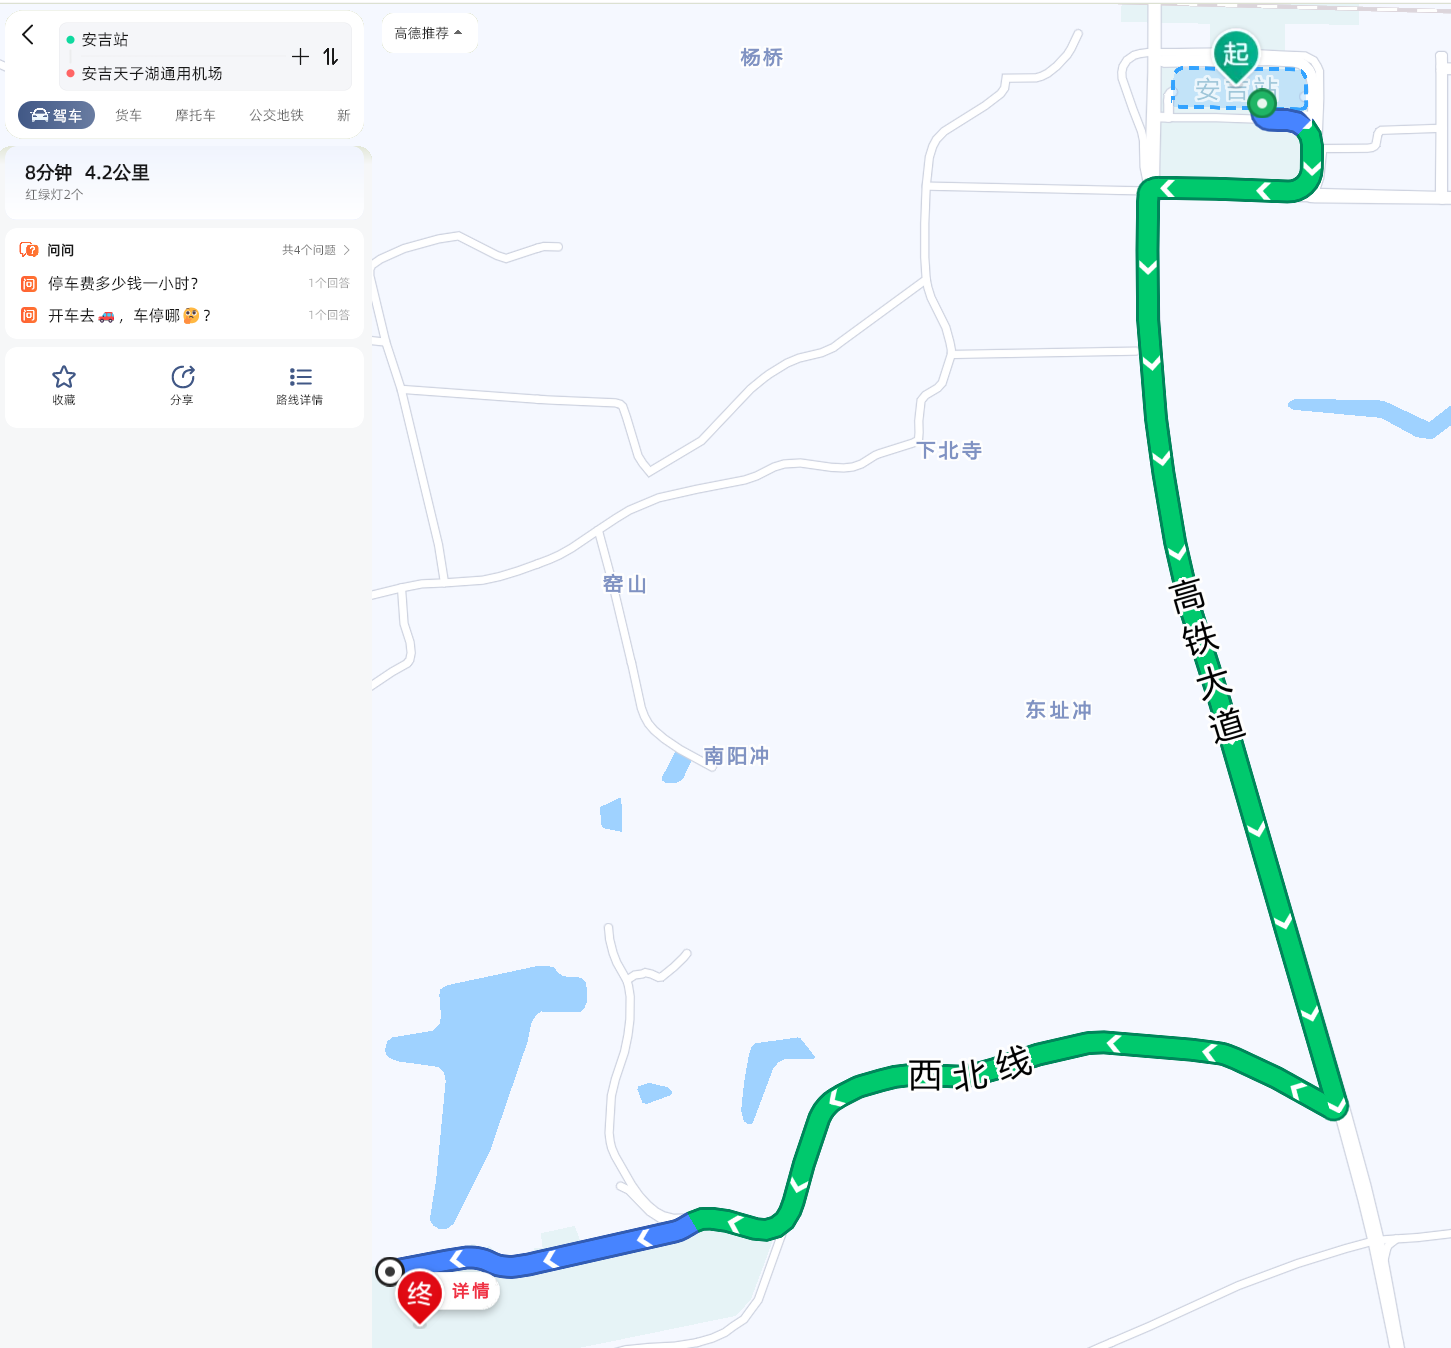 安吉站
安吉天子湖通用机场
驾车
货车
摩托车
公交地铁
新
8分钟 4.2公里
红绿灯2个
问问
共4个问题
问 停车费多少钱一小时?
1个回答
问 开车去🚗，车停哪🤔?
1个回答
收藏
分享
路线详情
高德推荐
杨桥
起
安吉站
下北寺
窑山
高铁大道
东址冲
南阳冲
西北线
终
详情